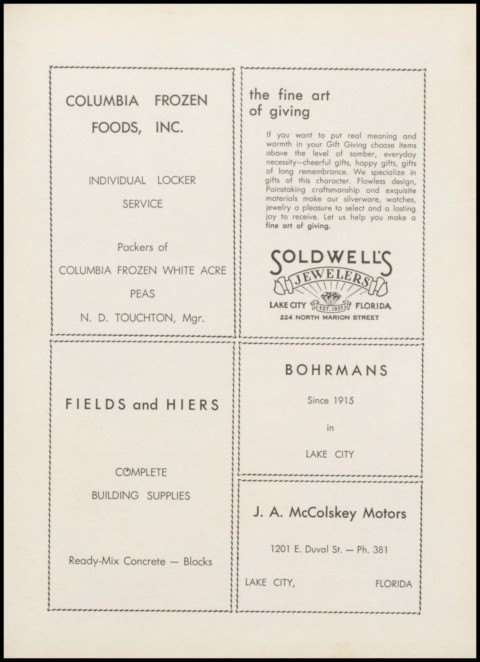 COLUMBIA FROZEN
FOODS, INC.
INDIVIDUAL LOCKER
SERVICE
Packers of
COLUMBIA FROZEN WHITE ACRE
PEAS
N. D. TOUCHTON, Mgr.
the fine art
of giving
If you want to put real meaning and
warmth in your Gift Giving choose items
above the level of somber, everyday
necessity—cheerful gifts, happy gifts, gifts
of long remembrance. We specialize in
gifts of this character. Flawless design,
Painstaking craftsmanship and exquisite
materials make our silverware, watches,
jewelry a pleasure to select and a lasting
joy to receive. Let us help you make a
fine art of giving.
SOLDWELL'S
JEWELERS
LAKE CITY FLORIDA
224 NORTH MARION STREET
FIELDS and HIERS
COMPLETE
BUILDING SUPPLIES
Ready-Mix Concrete — Blocks
BOHRMANS
Since 1915
in
LAKE CITY
J. A. McColskey Motors
1201 E. Duval St. — Ph. 381
LAKE CITY, FLORIDA